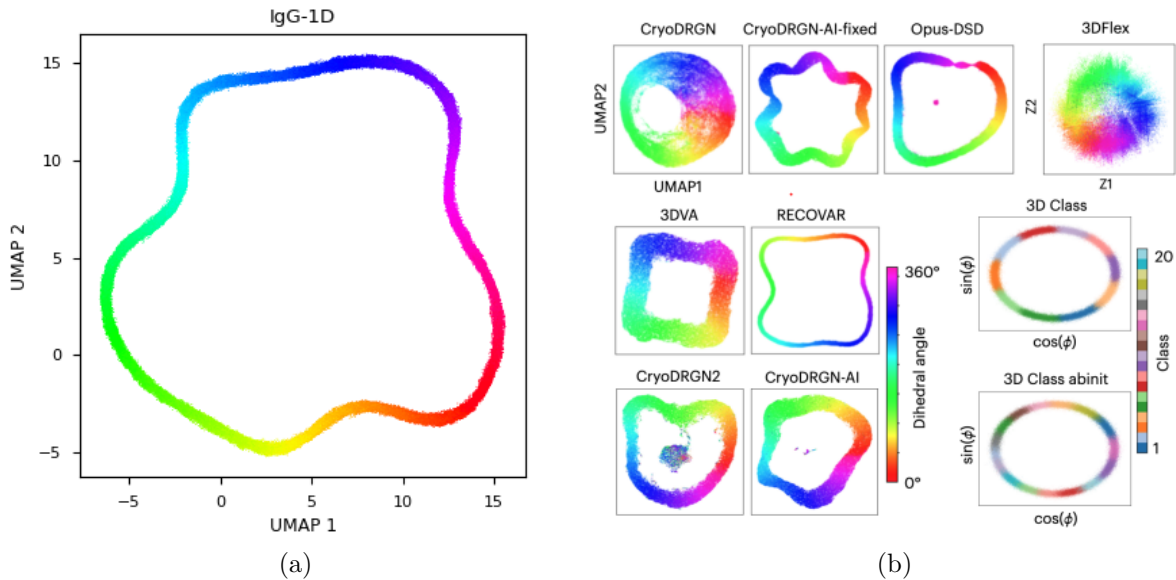 IgG-1D
UMAP 2
15
10
5
0
−5
−5
0
5
10
15
UMAP 1
(a)
CryoDRGN
CryoDRGN-AI-fixed
Opus-DSD
3DFlex
UMAP2
UMAP1
Z2
Z1
3DVA
RECOVAR
3D Class
sin(ϕ)
cos(ϕ)
360°
Dihedral angle
0°
20
Class
1
CryoDRGN2
CryoDRGN-AI
3D Class abinit
sin(ϕ)
cos(ϕ)
(b)